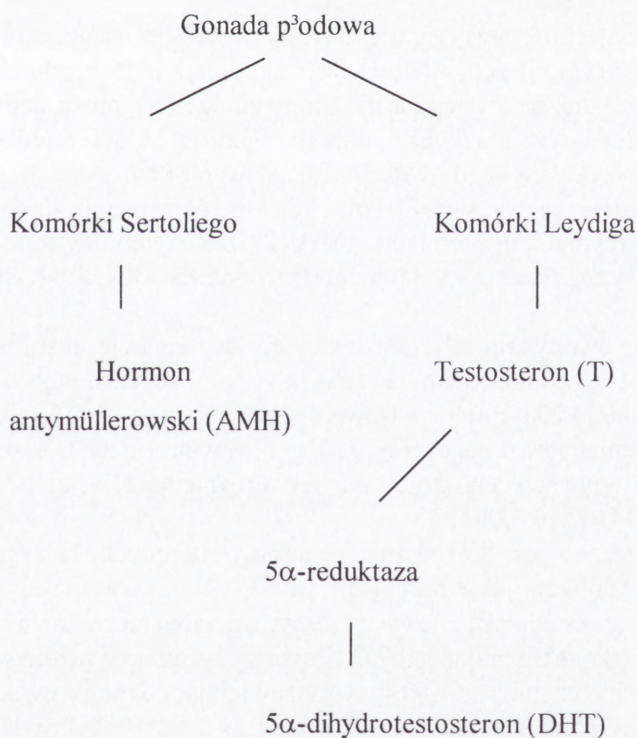 Gonada p³odowa
Komórki Sertoliego Komórki Leydiga
Hormon Testosteron (T)
antymüllerowski (AMH)
5α-reduktaza
5α-dihydrotestosteron (DHT)